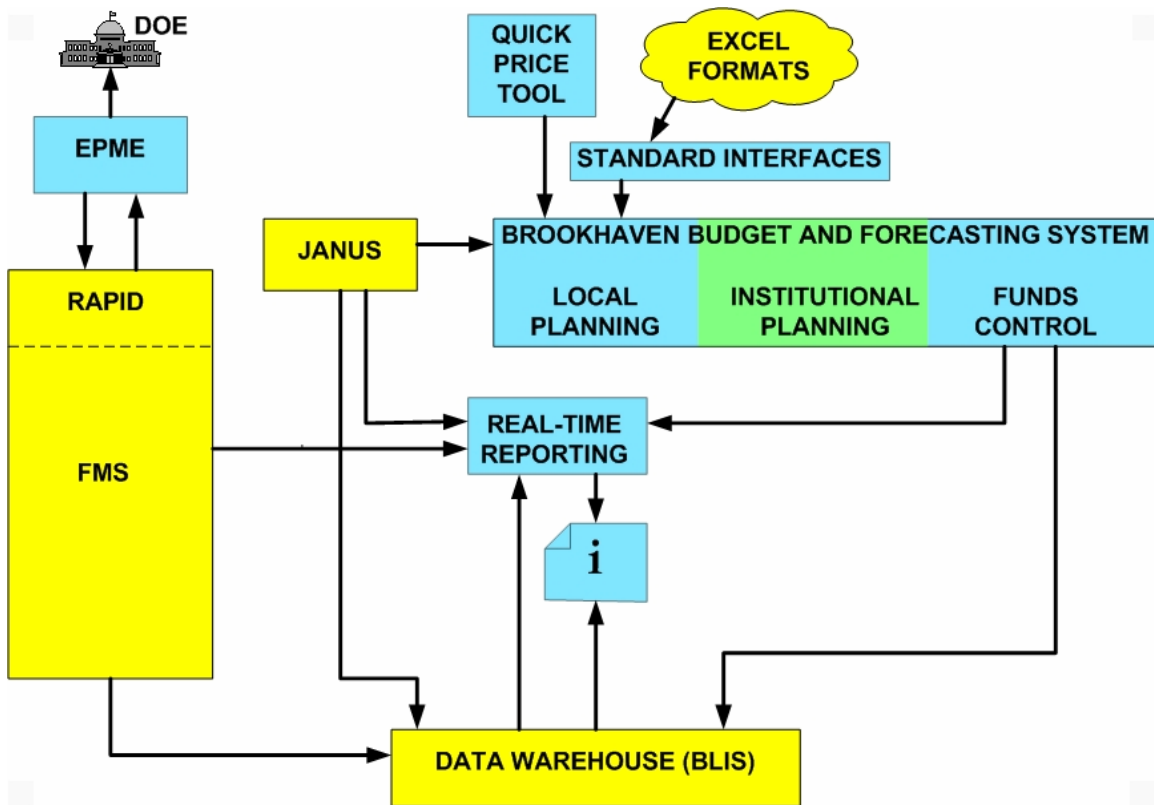 DOE
QUICK
PRICE
TOOL
EXCEL
FORMATS
EPME
STANDARD INTERFACES
JANUS
BROOKHAVEN BUDGET AND FORECASTING SYSTEM
LOCAL
PLANNING
INSTITUTIONAL
PLANNING
FUNDS
CONTROL
RAPID
REAL-TIME
REPORTING
FMS
i
DATA WAREHOUSE (BLIS)